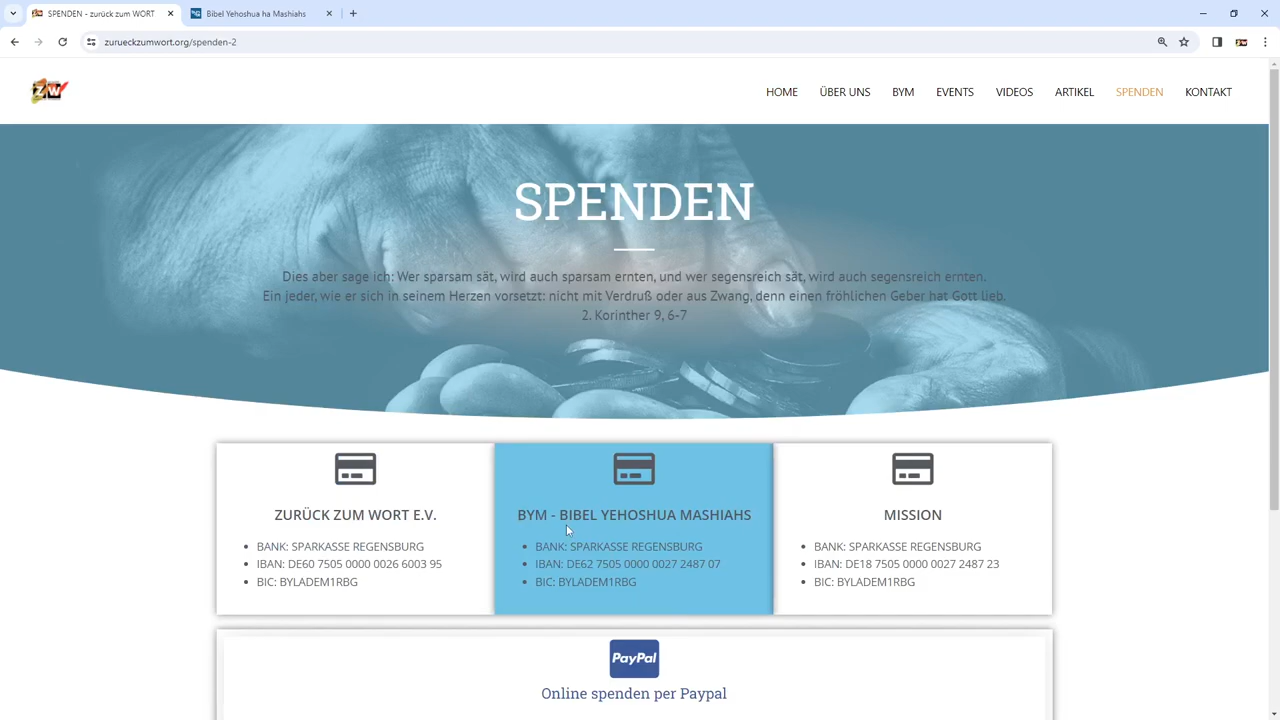 SPENDEN - zurück zum WORT
Bibel Yehoshua ha Mashiahs
zurueckzumwort.org/spenden-2
ZW
HOME ÜBER UNS BYM EVENTS VIDEOS ARTIKEL SPENDEN KONTAKT
SPENDEN
Dies aber sage ich: Wer sparsam sät, wird auch sparsam ernten, und wer segensreich sät, wird auch segensreich ernten.
Ein jeder, wie er sich in seinem Herzen vorsetzt: nicht mit Verdruß oder aus Zwang, denn einen fröhlichen Geber hat Gott lieb.
2. Korinther 9, 6-7
ZURÜCK ZUM WORT E.V.
BANK: SPARKASSE REGENSBURG
IBAN: DE60 7505 0000 0026 6003 95
BIC: BYLADEM1RBG
BYM - BIBEL YEHOSHUA MASHIAHS
BANK: SPARKASSE REGENSBURG
IBAN: DE62 7505 0000 0027 2487 07
BIC: BYLADEM1RBG
MISSION
BANK: SPARKASSE REGENSBURG
IBAN: DE18 7505 0000 0027 2487 23
BIC: BYLADEM1RBG
PayPal
Online spenden per Paypal